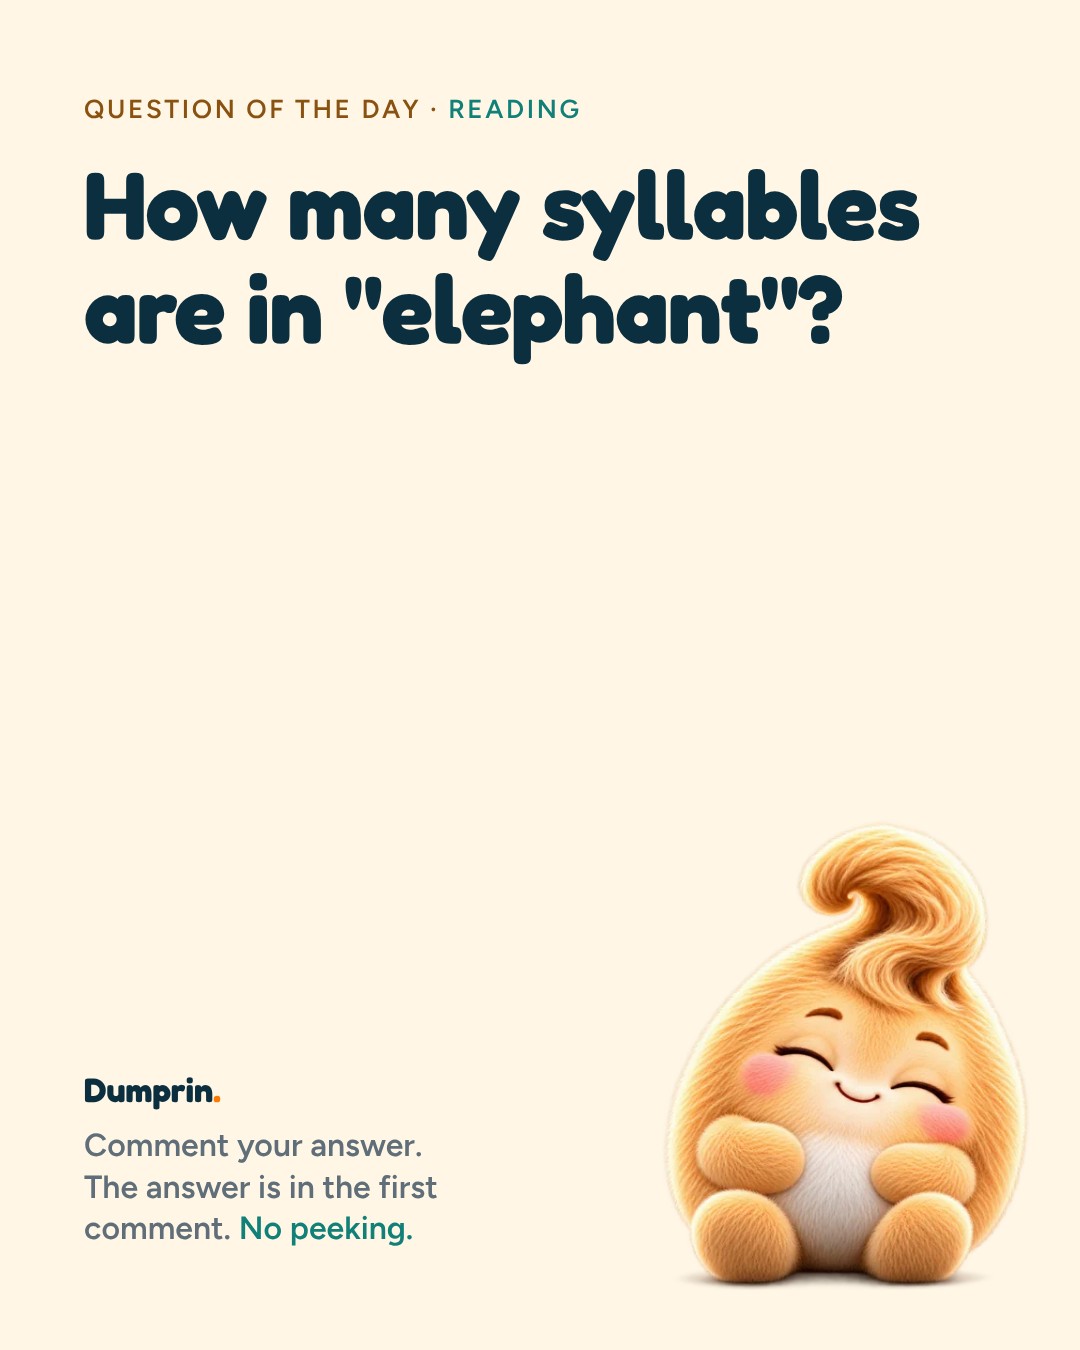 QUESTION OF THE DAY · READING
How many syllables
are in "elephant"?
Dumprin.
Comment your answer.
The answer is in the first
comment. No peeking.